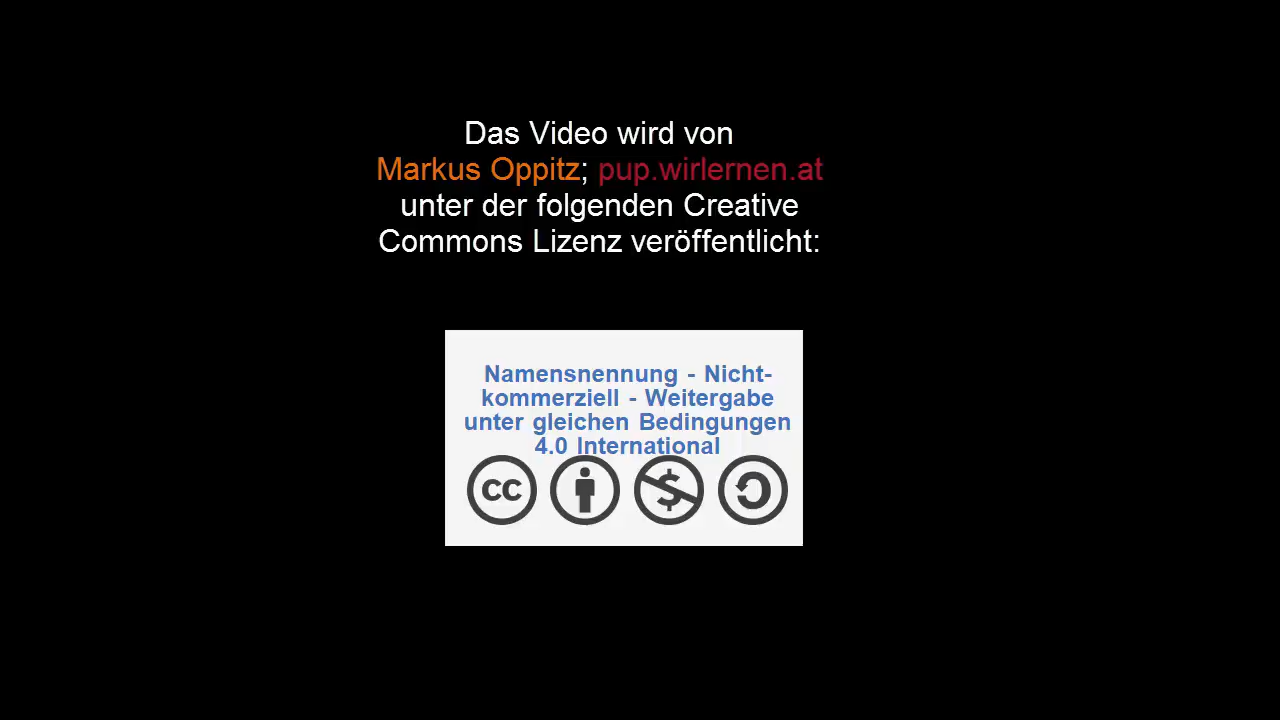 Das Video wird von
Markus Oppitz; pup.wirlernen.at
unter der folgenden Creative
Commons Lizenz veröffentlicht:
Namensnennung - Nicht-
kommerziell - Weitergabe
unter gleichen Bedingungen
4.0 International
cc